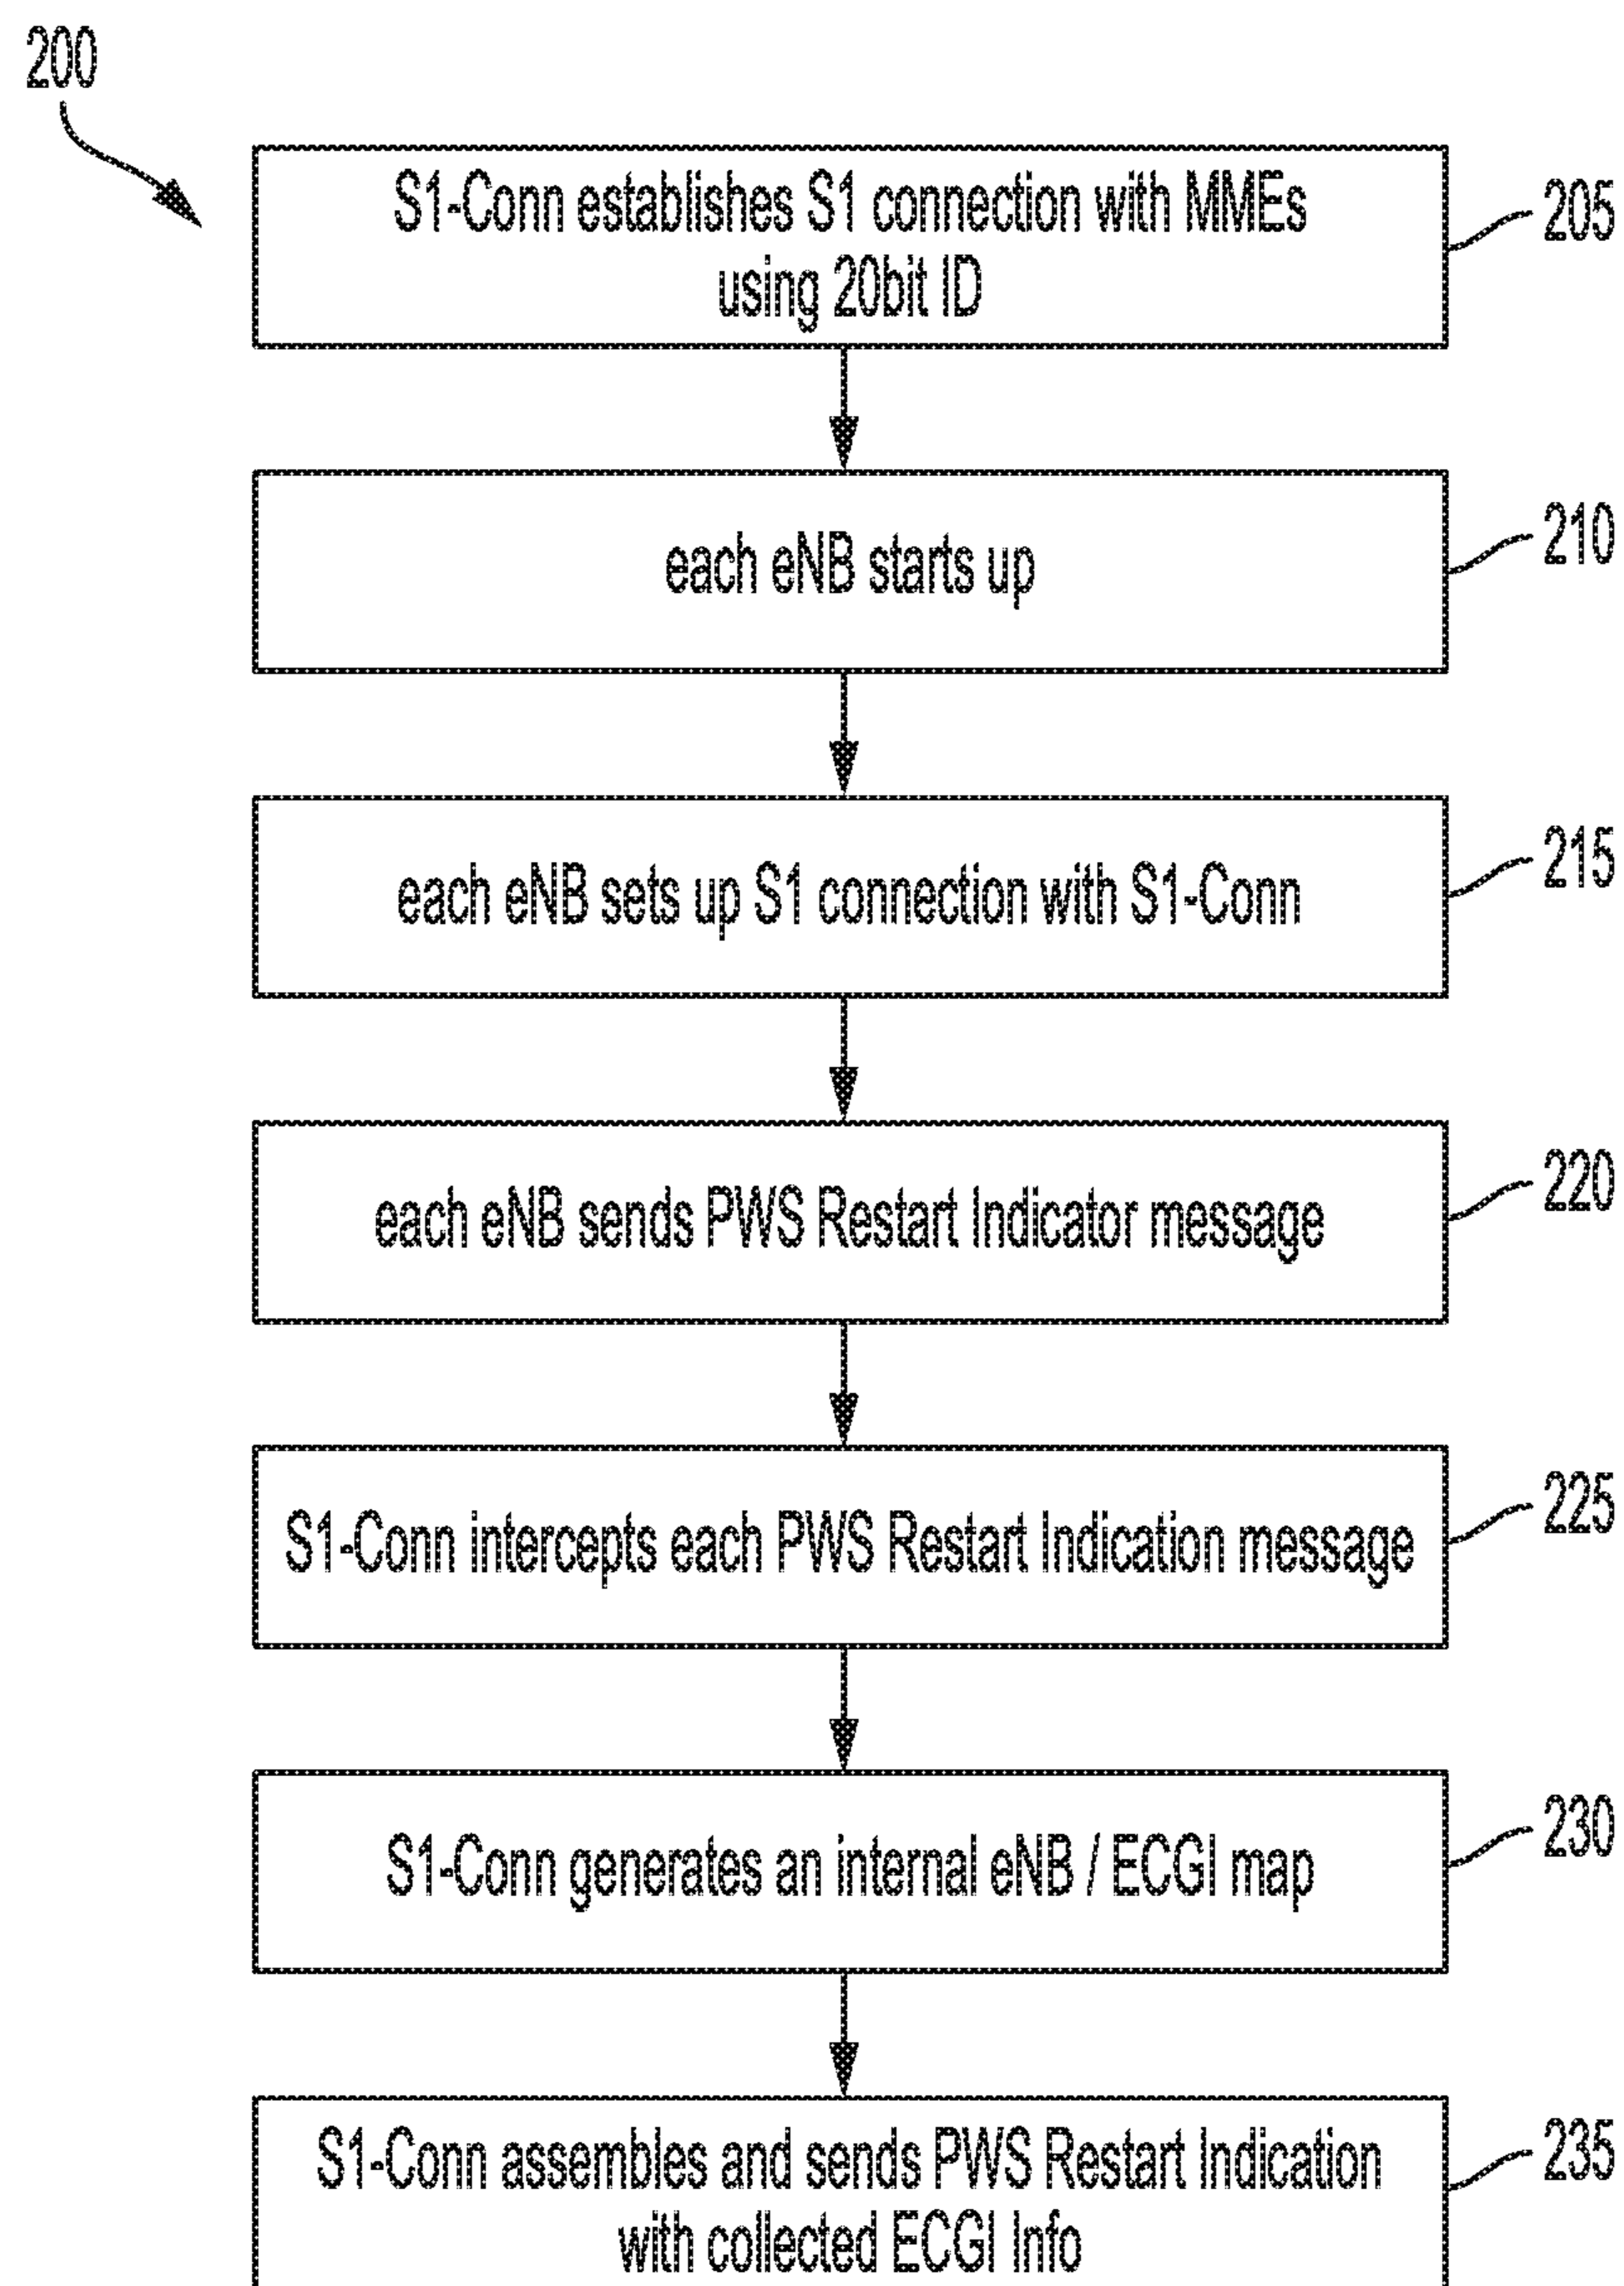 200
S1-Conn establishes S1 connection with MMEs
using 20bit ID
205
each eNB starts up
210
each eNB sets up S1 connection with S1-Conn
215
each eNB sends PWS Restart Indicator message
220
S1-Conn intercepts each PWS Restart Indication message
225
S1-Conn generates an internal eNB / ECGI map
230
S1-Conn assembles and sends PWS Restart Indication
with collected ECGI Info
235